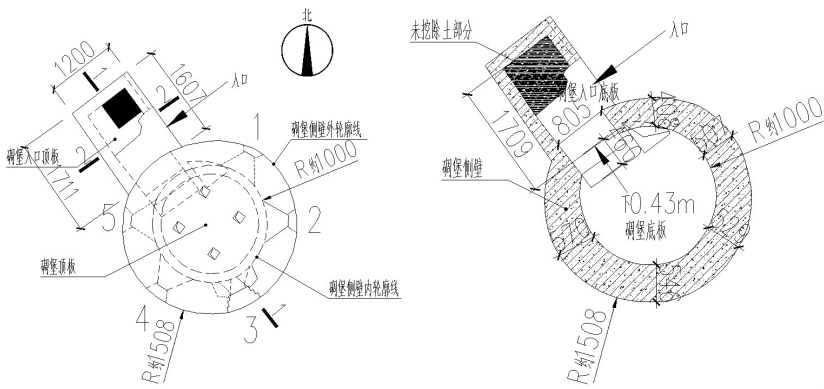 北
1200
1607
入口
1
1
2
2
碉堡侧壁外轮廓线
R约1000
碉堡入口顶板
1711
1
2
3
4
5
碉堡顶板
碉堡侧壁内轮廓线
R约1508
未挖除土部分
入口
碉堡入口底板
805
1709
R约1000
碉堡侧壁
0.43m
碉堡底板
R约1508